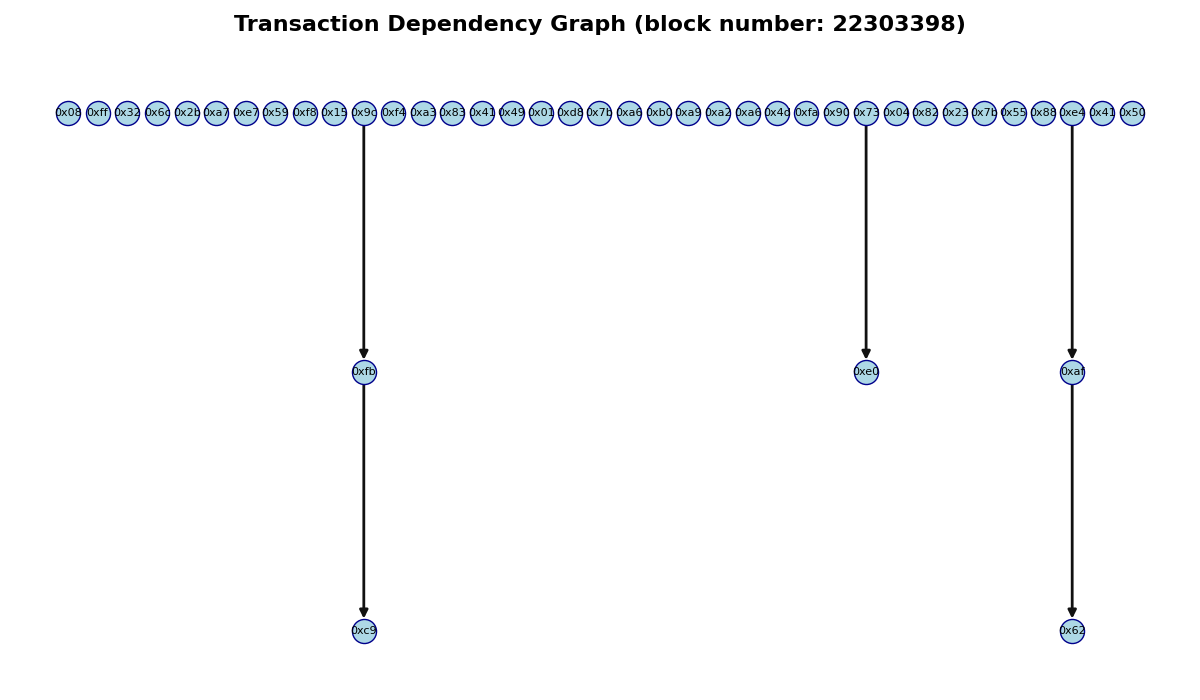 Transaction Dependency Graph (block number: 22303398)
0x08 0xff 0x32 0x6c 0x2b 0xa7 0xe7 0x59 0xf8 0x15 0x9c 0xf4 0xa3 0x83 0x41 0x49 0x01 0xd8 0x7b 0xa6 0xb0 0xa9 0xa2 0xa6 0x4c 0xfa 0x90 0x73 0x04 0x82 0x23 0x7b 0x55 0x88 0xe4 0x41 0x50
0xfb 0xe0 0xaf
0xc9 0x62